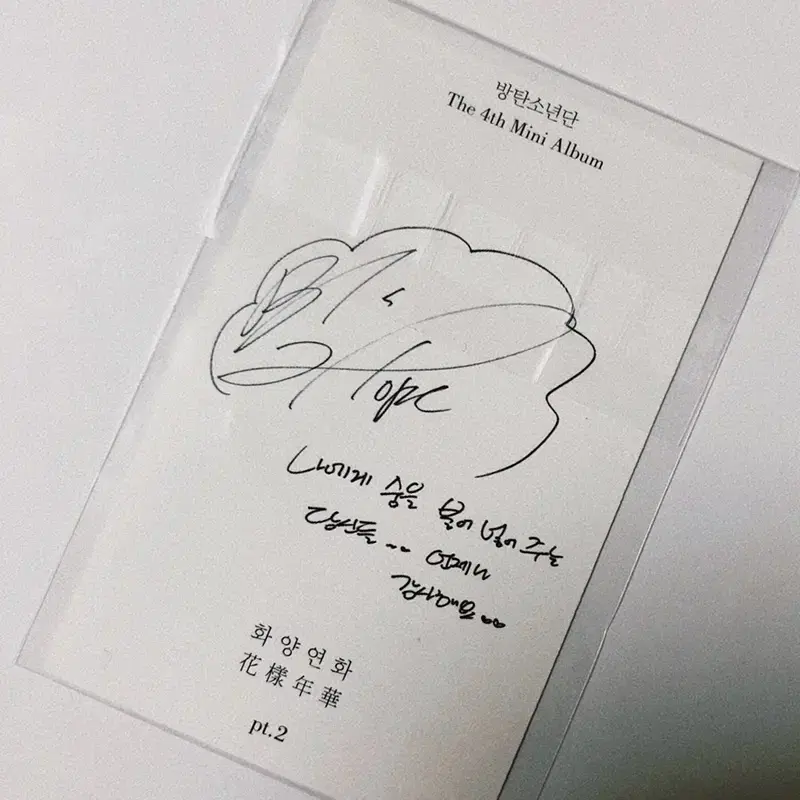 방탄소년단
The 4th Mini Album
BTS
Hope
나에게 숨을 불어 넣어 주는
당신들.. 언제나
감사해요..
화양연화
花樣年華
pt.2